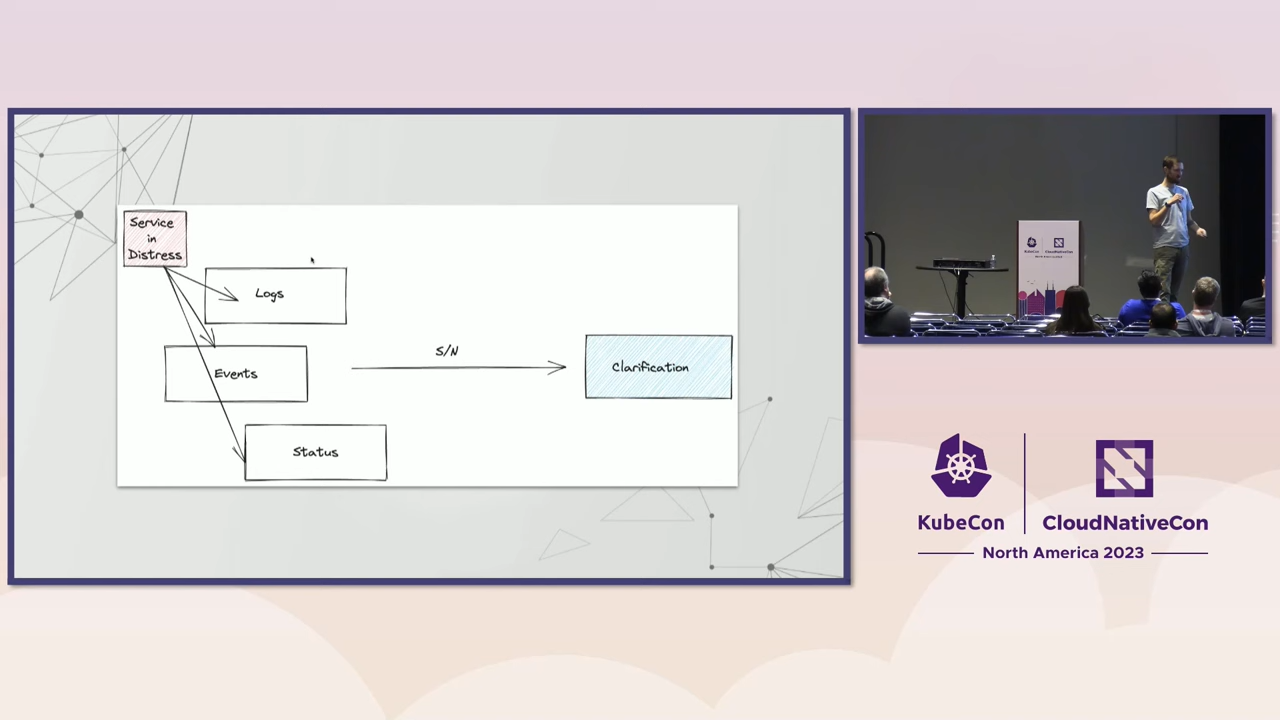 Service
in
Distress
Logs
Events
Status
S/N
Clarification
KubeCon
CloudNativeCon
North America 2023